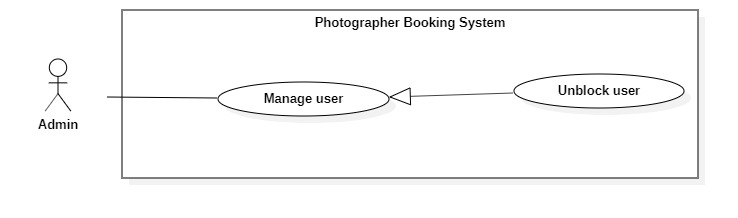 Photographer Booking System
Manage user
Unblock user
Admin